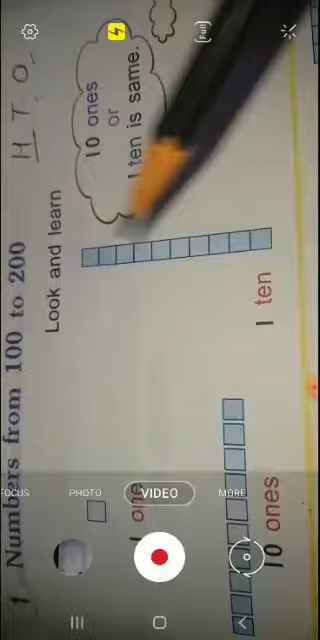 1 Numbers from 100 to 200
H T O
Look and learn
10 ones
or
1 ten is same.
1 one
1 ten
10 ones
Full
PHOTO
VIDEO
MORE